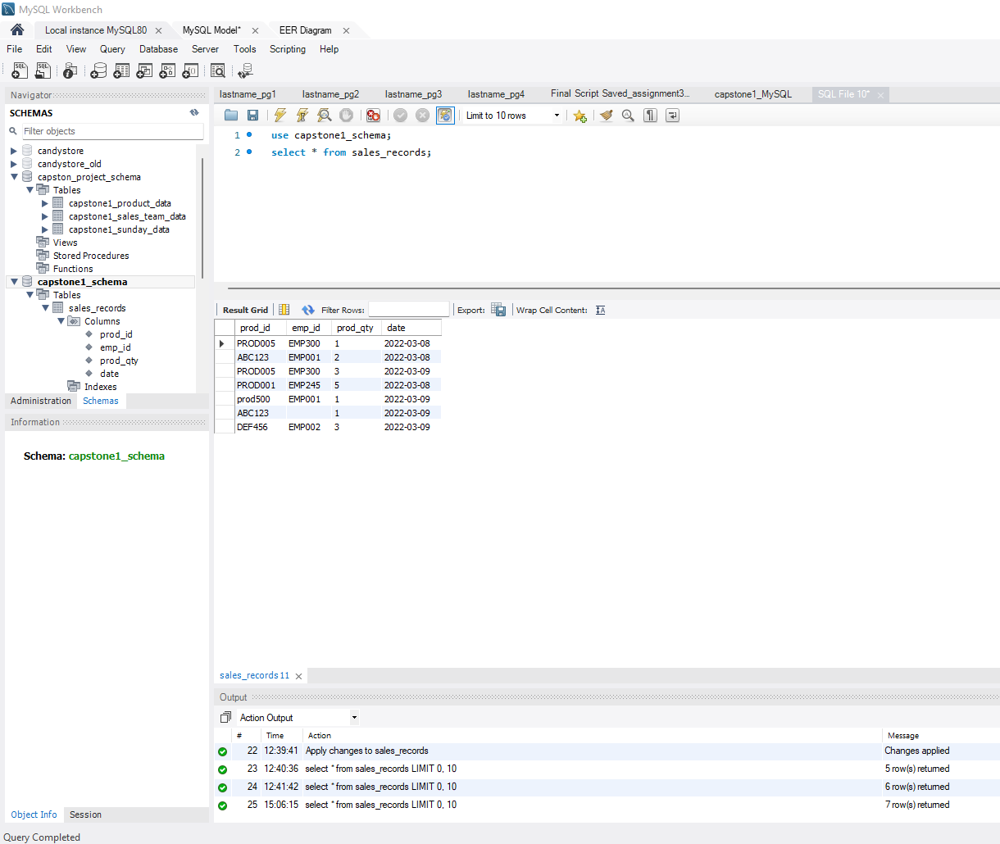 MySQL Workbench
Local instance MySQL80 MySQL Model* EER Diagram
File Edit View Query Database Server Tools Scripting Help
Navigator
SCHEMAS
Filter objects
candystore
candystore_old
capston_project_schema
Tables
capstone1_product_data
capstone1_sales_team_data
capstone1_sunday_data
Views
Stored Procedures
Functions
capstone1_schema
Tables
sales_records
Columns
prod_id
emp_id
prod_qty
date
Indexes
Administration Schemas
Information
Schema: capstone1_schema
Object Info Session
lastname_pg1 lastname_pg2 lastname_pg3 lastname_pg4 Final Script Saved_assignment3... capstone1_MySQL SQL File 10*
Limit to 10 rows
1 use capstone1_schema;
2 select * from sales_records;
Result Grid Filter Rows: Export: Wrap Cell Content:
prod_id emp_id prod_qty date
PROD005 EMP300 1 2022-03-08
ABC123 EMP001 2 2022-03-08
PROD005 EMP300 3 2022-03-09
PROD001 EMP245 5 2022-03-08
prod500 EMP001 1 2022-03-09
ABC123 1 2022-03-09
DEF456 EMP002 3 2022-03-09
sales_records 11
Output
Action Output
# Time Action Message
22 12:39:41 Apply changes to sales_records Changes applied
23 12:40:36 select * from sales_records LIMIT 0, 10 5 row(s) returned
24 12:41:42 select * from sales_records LIMIT 0, 10 6 row(s) returned
25 15:06:15 select * from sales_records LIMIT 0, 10 7 row(s) returned
Query Completed